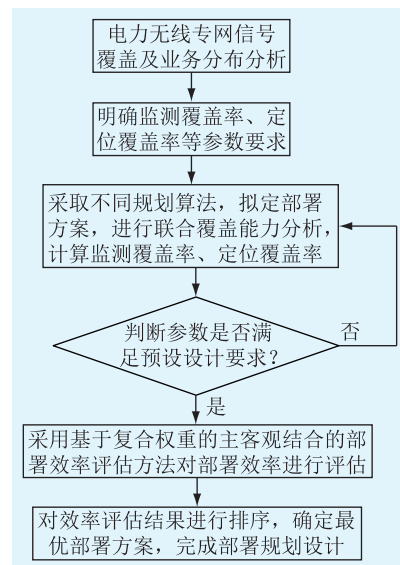 电力无线专网信号
覆盖及业务分布分析
明确监测覆盖率、定
位覆盖率等参数要求
采取不同规划算法，拟定部署
方案，进行联合覆盖能力分析，
计算监测覆盖率、定位覆盖率
判断参数是否满
足预设设计要求？
否
是
采用基于复合权重的主客观结合的部
署效率评估方法对部署效率进行评估
对效率评估结果进行排序，确定最
优部署方案，完成部署规划设计